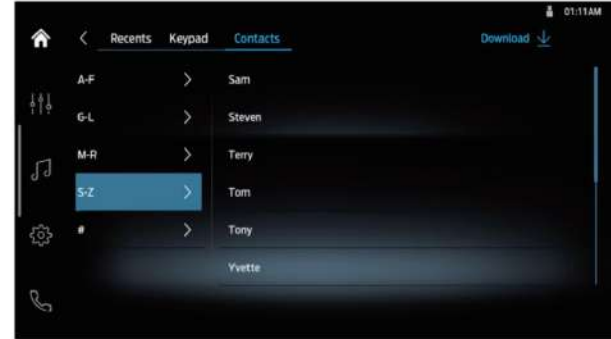 01:11AM
Recents Keypad Contacts Download
A-F
G-L
M-R
S-Z
#
Sam
Steven
Terry
Tom
Tony
Yvette